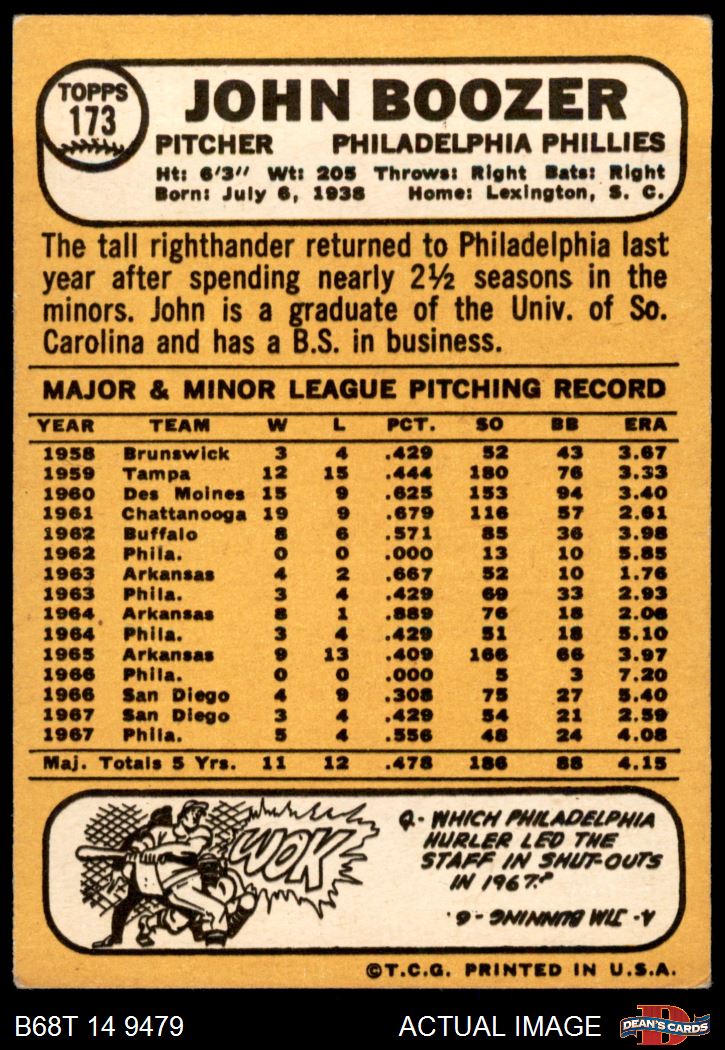 TOPPS
173
JOHN BOOZER
PITCHER PHILADELPHIA PHILLIES
Ht: 6'3" Wt: 205 Throws: Right Bats: Right
Born: July 6, 1938 Home: Lexington, S. C.
The tall righthander returned to Philadelphia last
year after spending nearly 2½ seasons in the
minors. John is a graduate of the Univ. of So.
Carolina and has a B.S. in business.
MAJOR & MINOR LEAGUE PITCHING RECORD
YEAR TEAM W L PCT. SO BB ERA
1958 Brunswick 3 4 .429 52 43 3.67
1959 Tampa 12 15 .444 180 76 3.33
1960 Des Moines 15 9 .625 153 94 3.40
1961 Chattanooga 19 9 .679 116 57 2.61
1962 Buffalo 8 6 .571 85 36 3.98
1962 Phila. 0 0 .000 13 10 5.85
1963 Arkansas 4 2 .667 52 10 1.76
1963 Phila. 3 4 .429 69 33 2.93
1964 Arkansas 8 1 .889 76 18 2.06
1964 Phila. 3 4 .429 51 18 5.10
1965 Arkansas 9 13 .409 166 66 3.97
1966 Phila. 0 0 .000 5 3 7.20
1966 San Diego 4 9 .308 75 27 5.40
1967 San Diego 3 4 .429 54 21 2.59
1967 Phila. 5 4 .556 48 24 4.08
Maj. Totals 5 Yrs. 11 12 .478 186 88 4.15
WOK
Q- WHICH PHILADELPHIA
HURLER LED THE
STAFF IN SHUT-OUTS
IN 1967?
A- JIM BUNNING - 6.
©T.C.G. PRINTED IN U.S.A.
B68T 14 9479 ACTUAL IMAGE
DEAN'S CARDS